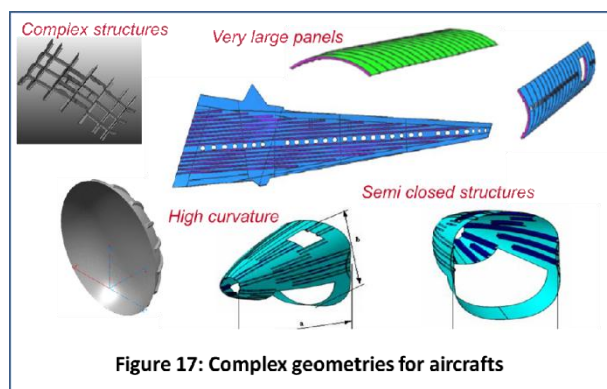 Complex structures
Very large panels
High curvature
Semi closed structures
Figure 17: Complex geometries for aircrafts